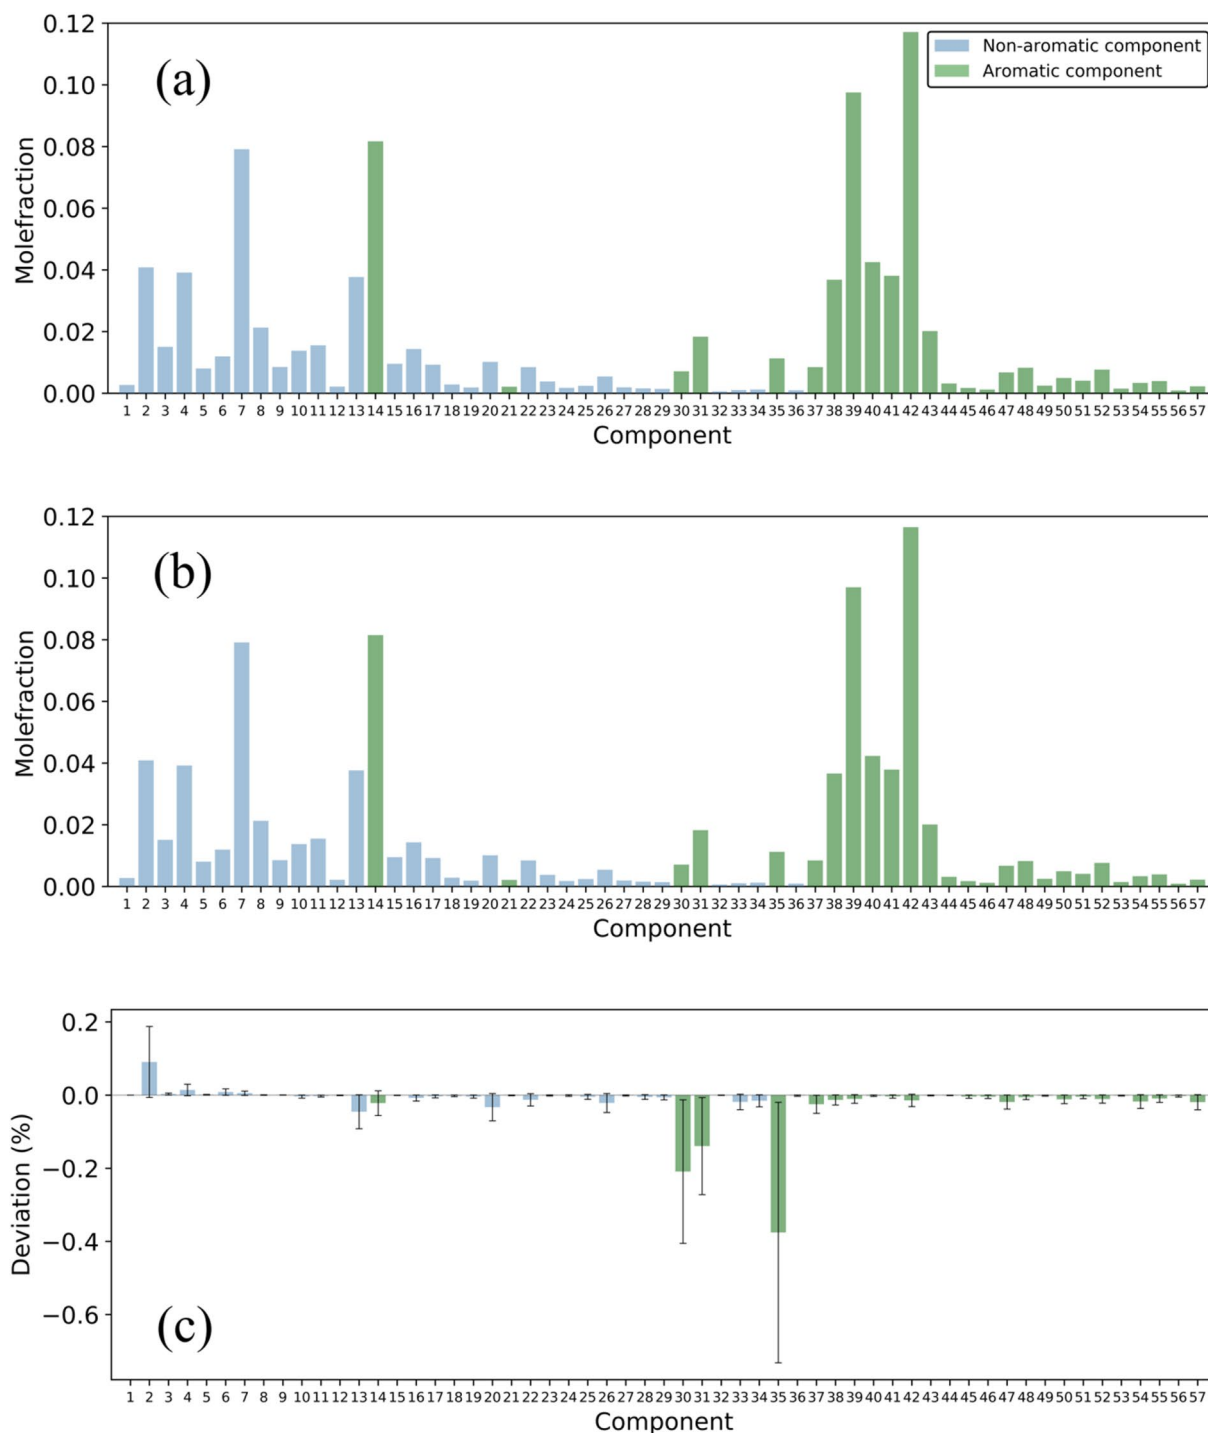 (a)
Non-aromatic component
Aromatic component
Molefraction
0.12
0.10
0.08
0.06
0.04
0.02
0.00
1 2 3 4 5 6 7 8 9 10 11 12 13 14 15 16 17 18 19 20 21 22 23 24 25 26 27 28 29 30 31 32 33 34 35 36 37 38 39 40 41 42 43 44 45 46 47 48 49 50 51 52 53 54 55 56 57
Component
(b)
Molefraction
0.12
0.10
0.08
0.06
0.04
0.02
0.00
1 2 3 4 5 6 7 8 9 10 11 12 13 14 15 16 17 18 19 20 21 22 23 24 25 26 27 28 29 30 31 32 33 34 35 36 37 38 39 40 41 42 43 44 45 46 47 48 49 50 51 52 53 54 55 56 57
Component
Deviation (%)
0.2
0.0
−0.2
−0.4
−0.6
(c)
1 2 3 4 5 6 7 8 9 10 11 12 13 14 15 16 17 18 19 20 21 22 23 24 25 26 27 28 29 30 31 32 33 34 35 36 37 38 39 40 41 42 43 44 45 46 47 48 49 50 51 52 53 54 55 56 57
Component